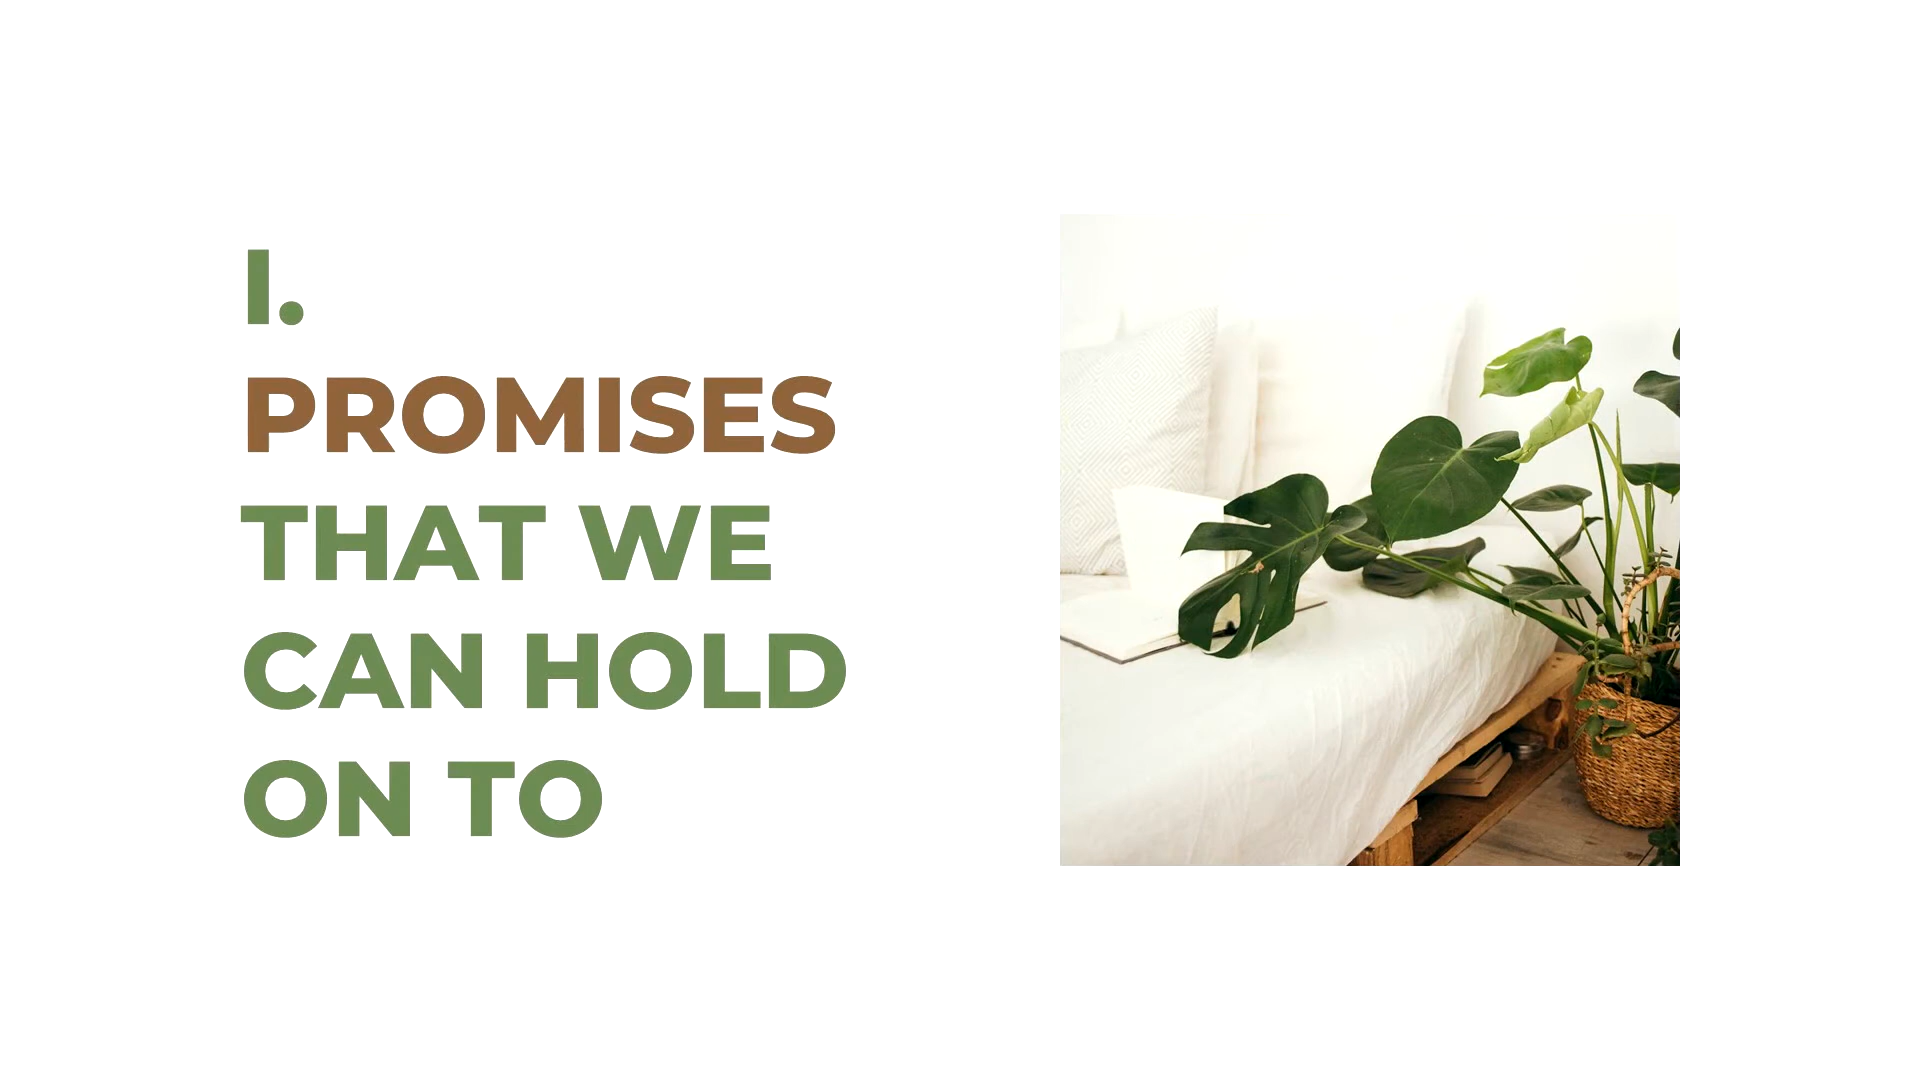 I.
PROMISES
THAT WE
CAN HOLD
ON TO